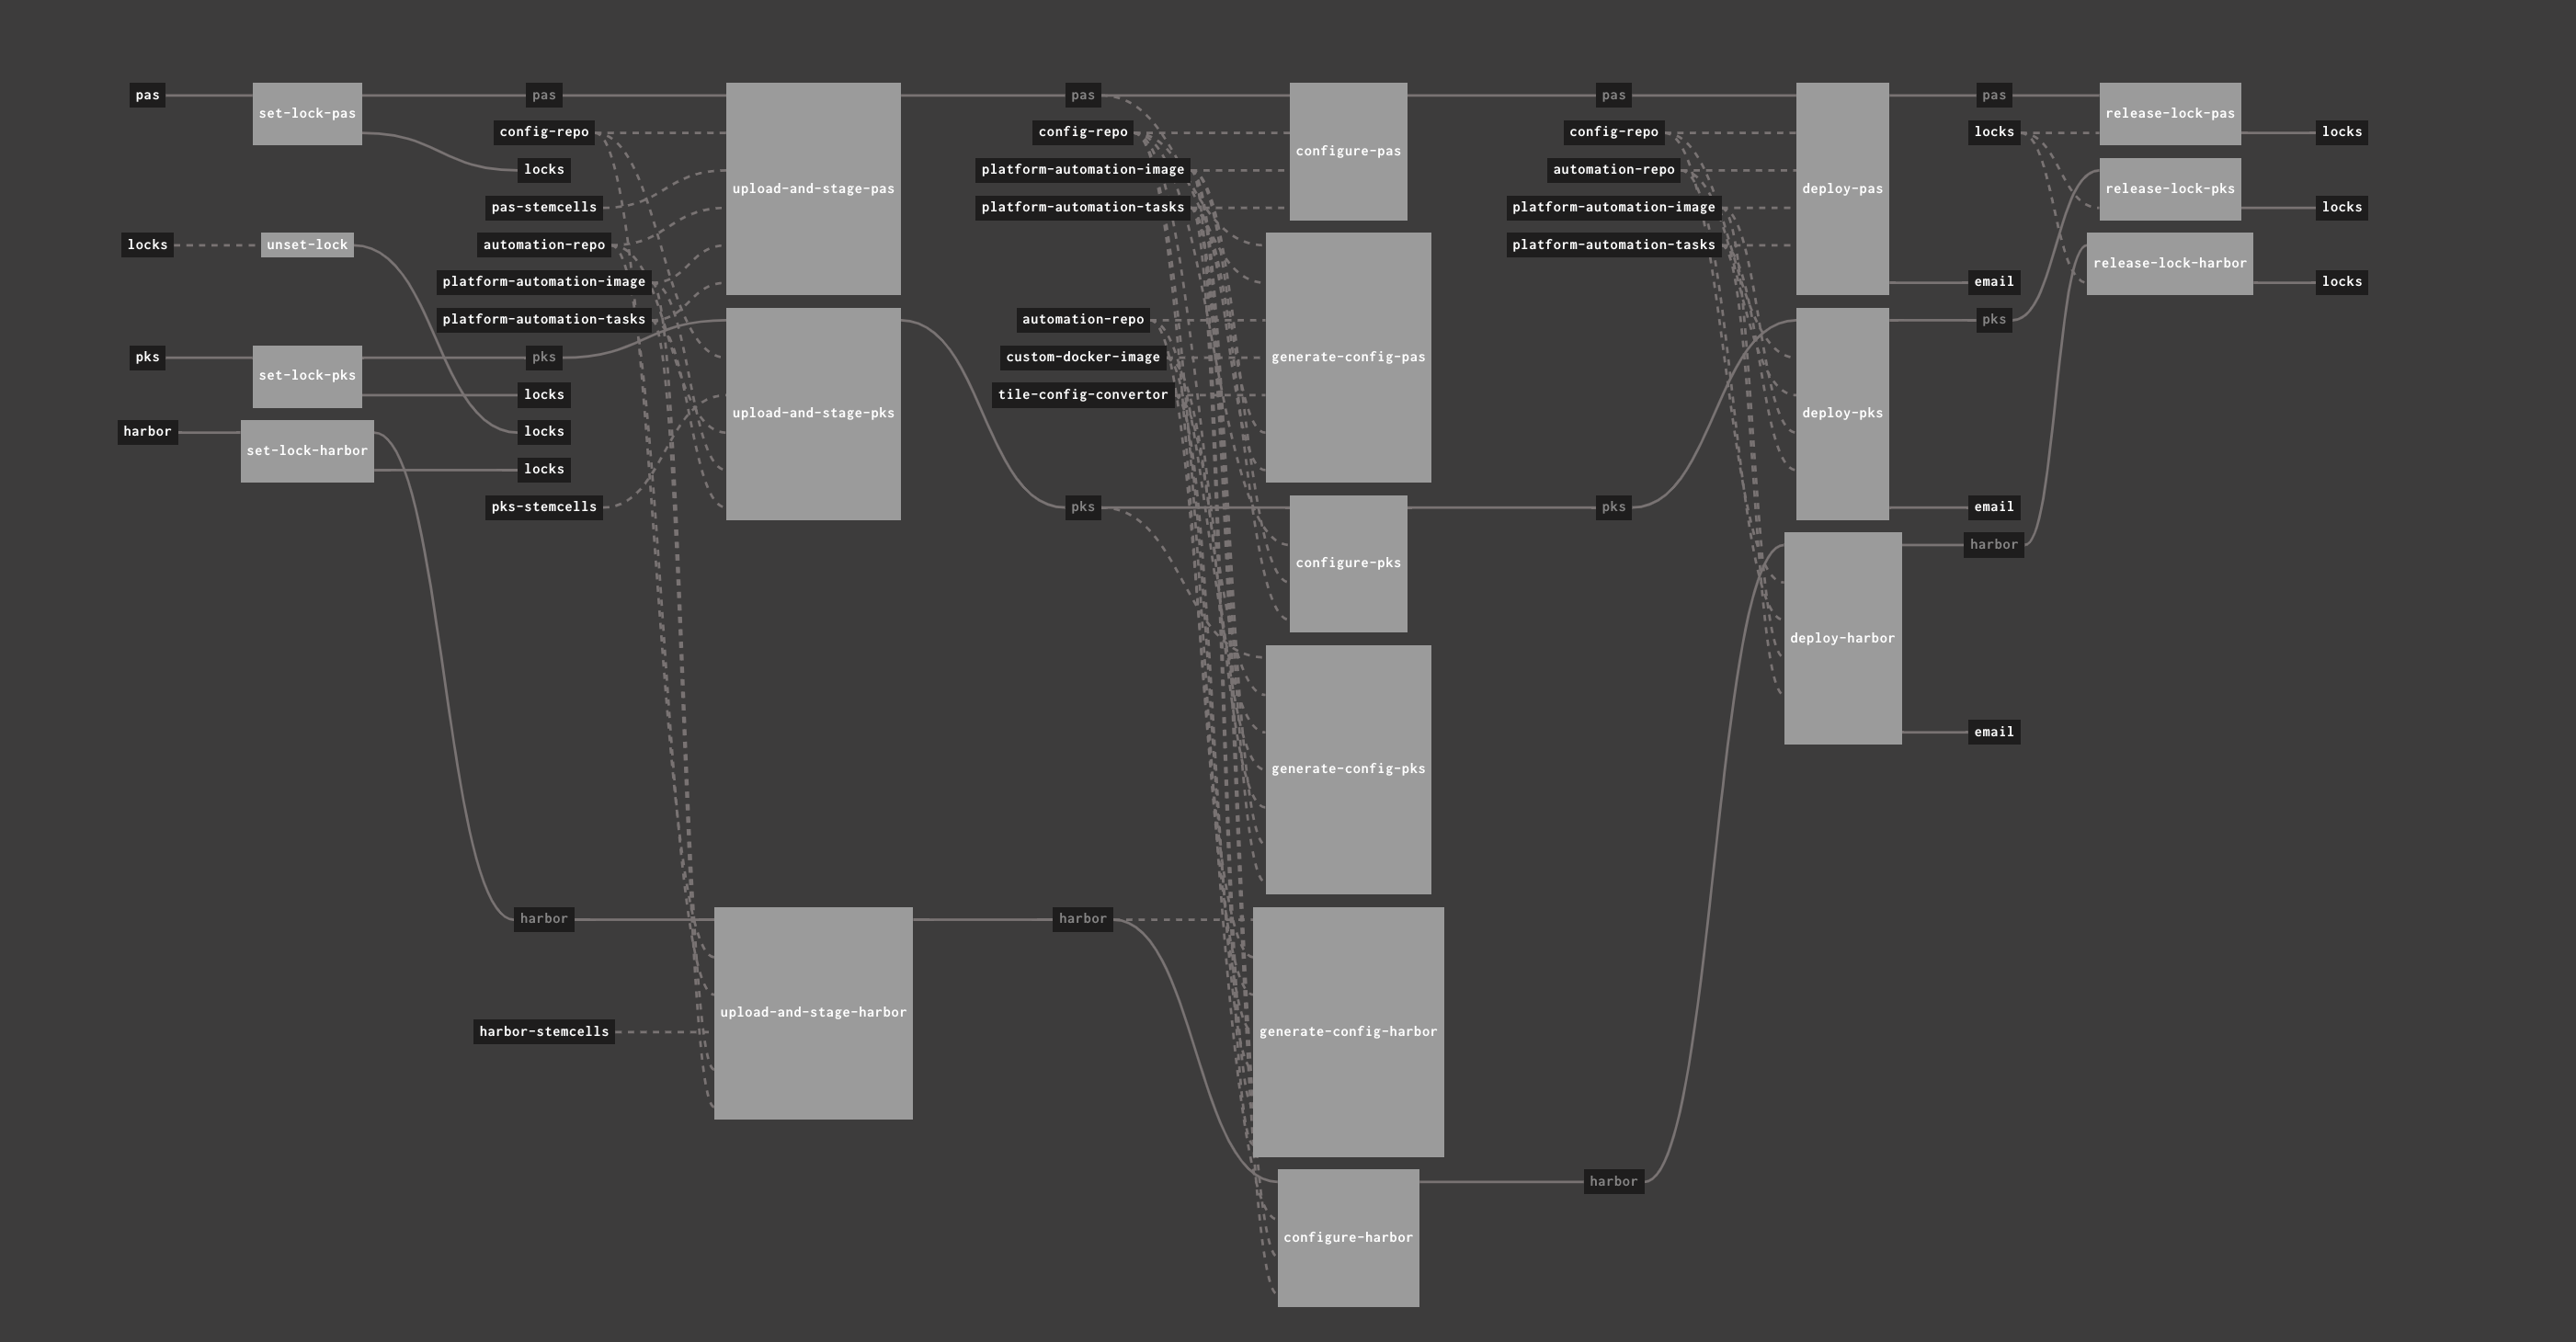 pas
set-lock-pas
locks
unset-lock
pks
set-lock-pks
harbor
set-lock-harbor
pas
config-repo
locks
pas-stemcells
automation-repo
platform-automation-image
platform-automation-tasks
pks
locks
locks
locks
pks-stemcells
harbor
harbor-stemcells
upload-and-stage-pas
upload-and-stage-pks
upload-and-stage-harbor
pas
config-repo
platform-automation-image
platform-automation-tasks
automation-repo
custom-docker-image
tile-config-convertor
pks
harbor
configure-pas
generate-config-pas
configure-pks
generate-config-pks
generate-config-harbor
configure-harbor
pas
config-repo
automation-repo
platform-automation-image
platform-automation-tasks
pks
harbor
deploy-pas
deploy-pks
deploy-harbor
pas
locks
email
pks
email
harbor
email
release-lock-pas
release-lock-pks
release-lock-harbor
locks
locks
locks